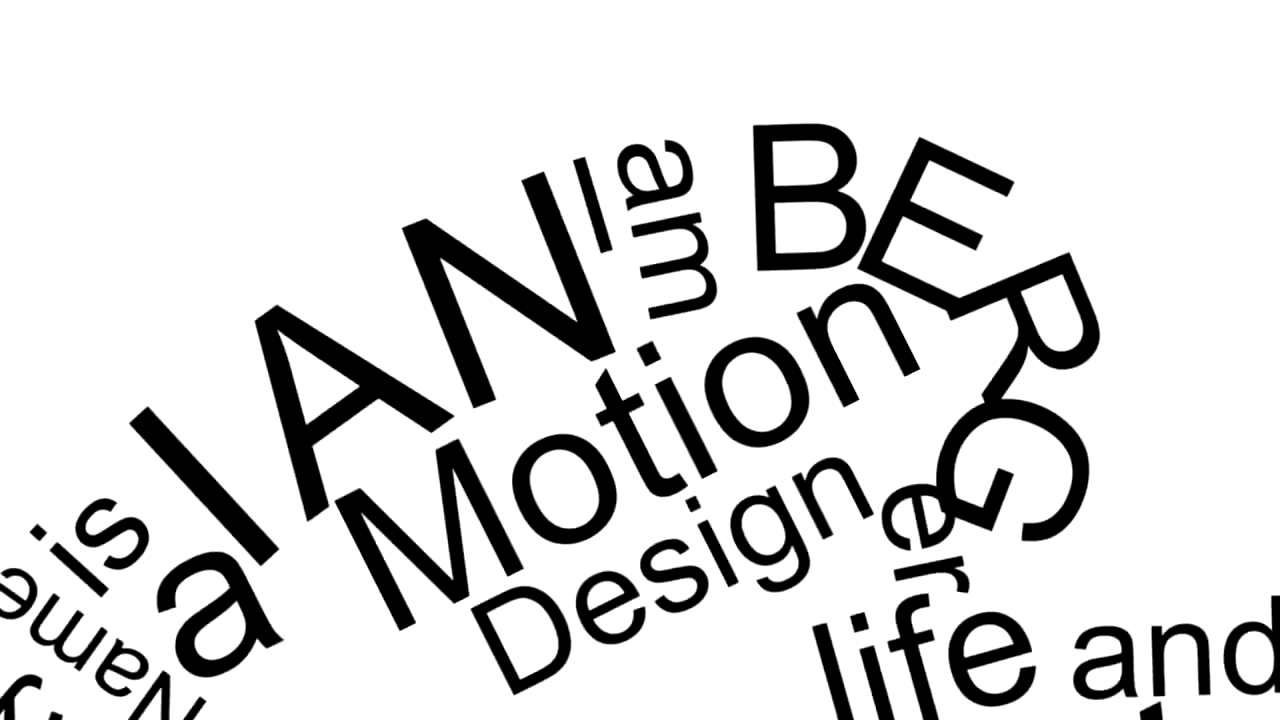 y
Name
is
IAN
BERG
I am
a
Motion
Design
er
life and